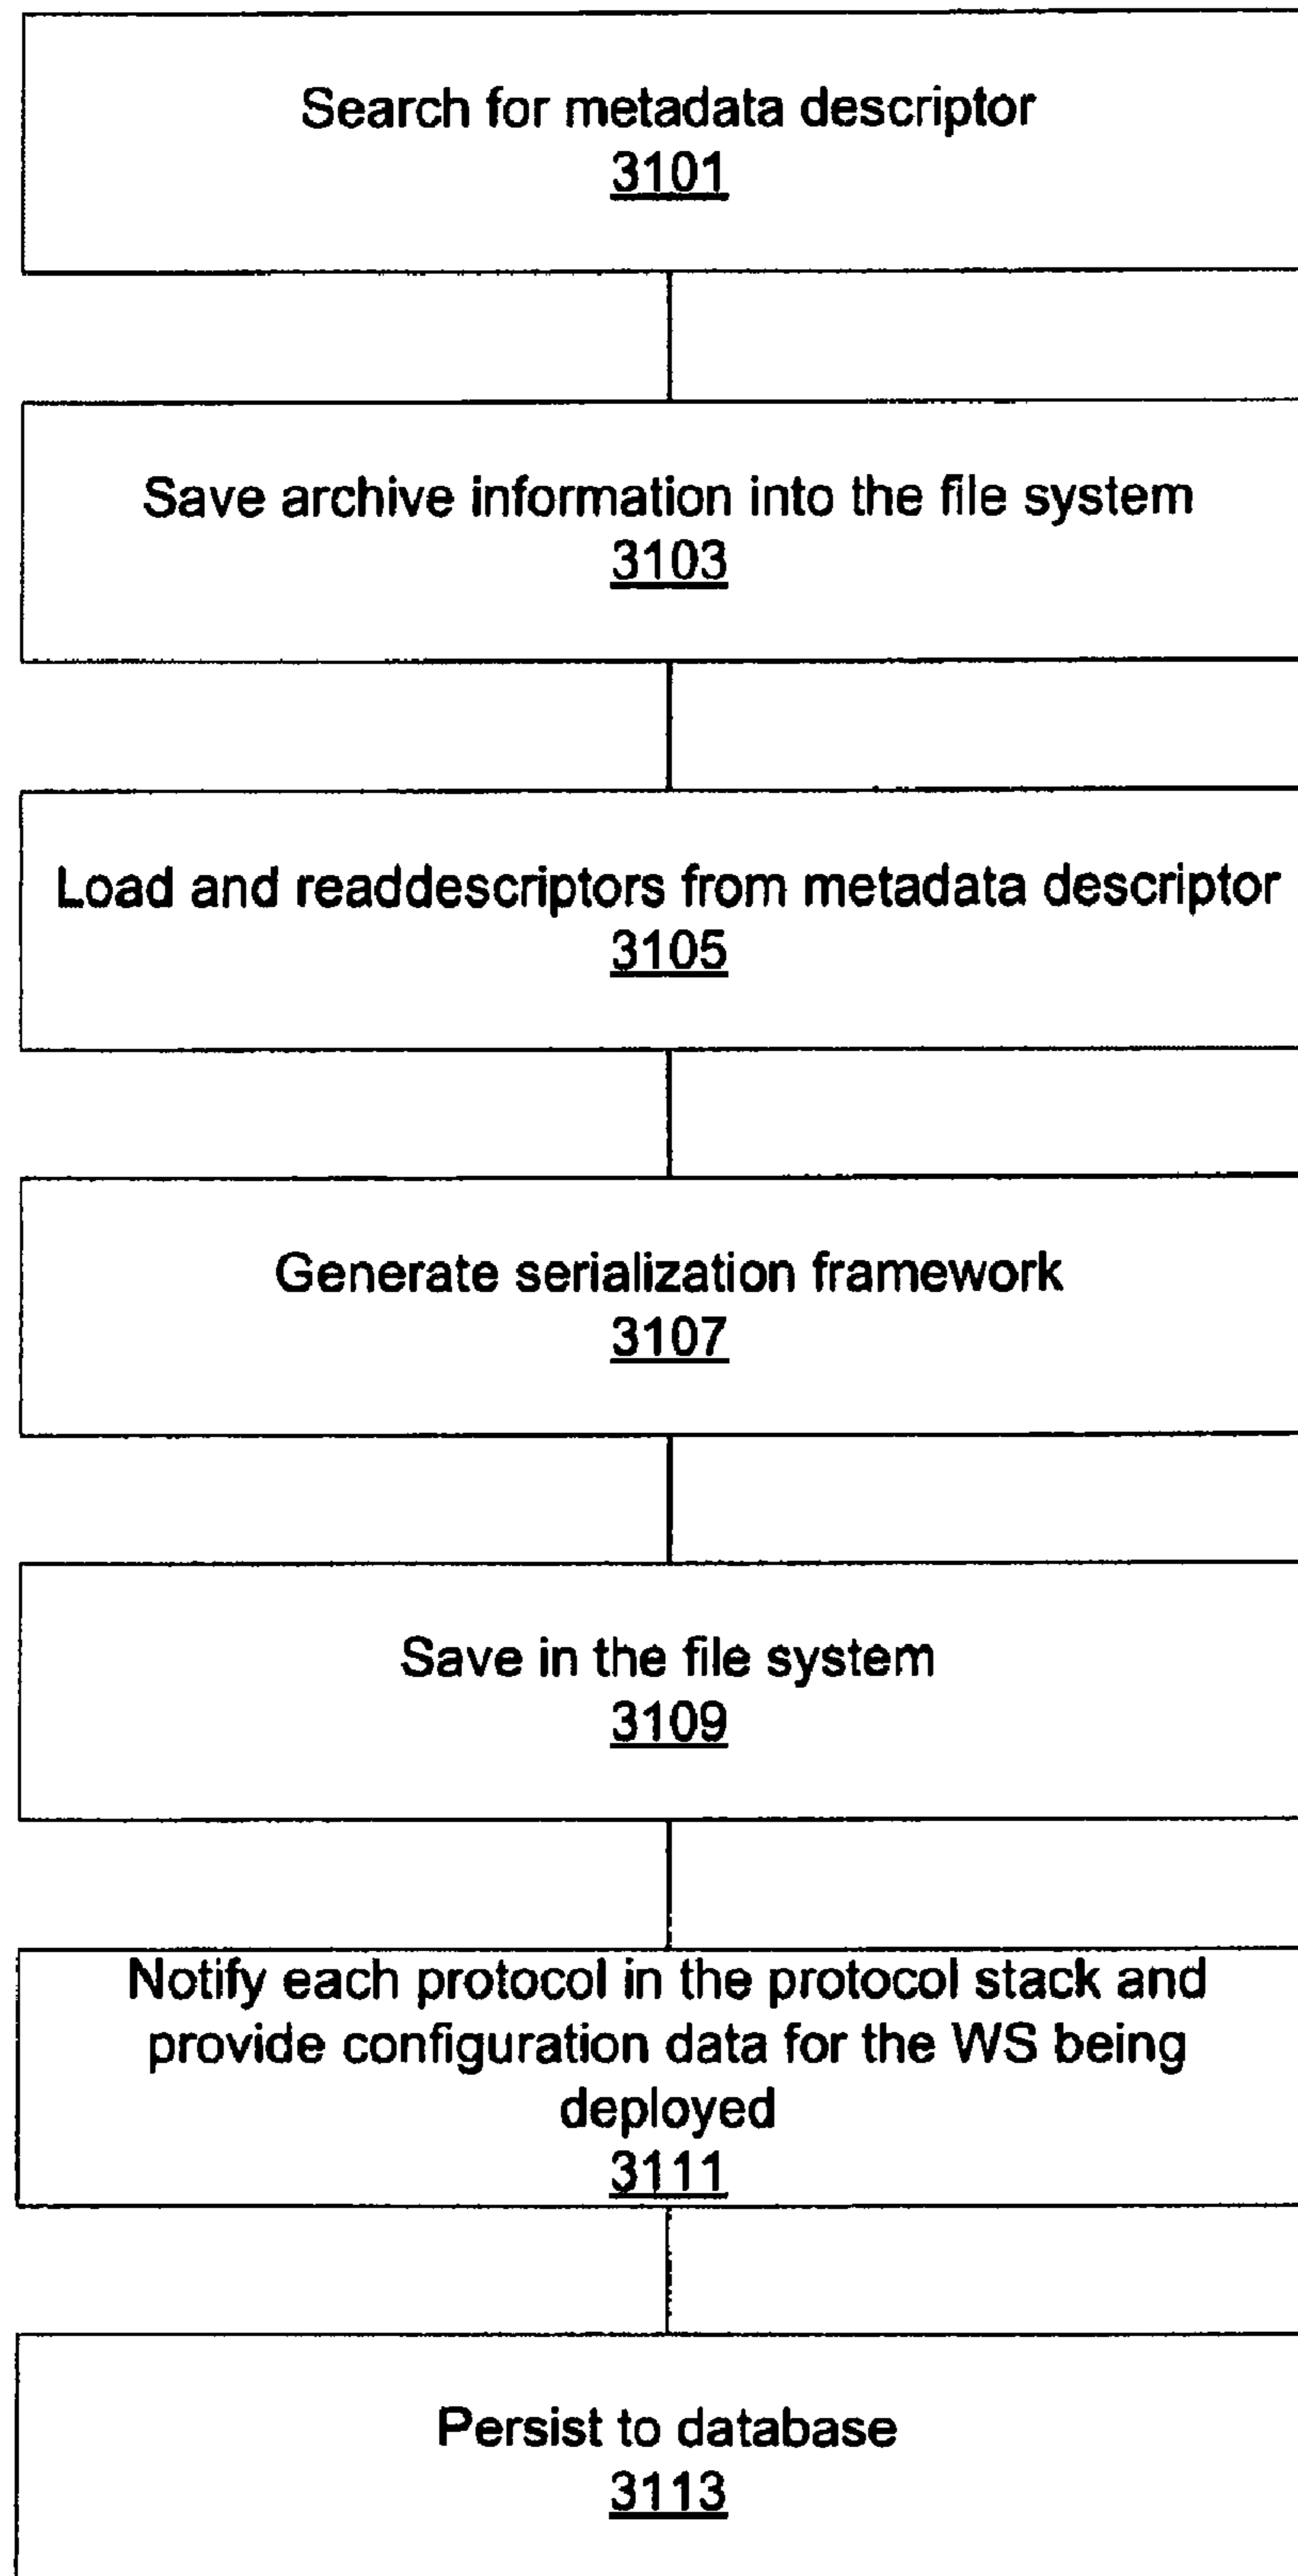 Search for metadata descriptor
3101
Save archive information into the file system
3103
Load and readdescriptors from metadata descriptor
3105
Generate serialization framework
3107
Save in the file system
3109
Notify each protocol in the protocol stack and
provide configuration data for the WS being
deployed
3111
Persist to database
3113